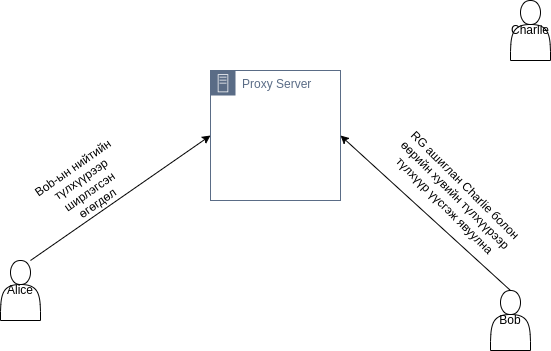 Charlie
Proxy Server
Bob-ын нийтийн
түлхүүрээр
ширлэгсэн
өгөгдөл
RG ашиглан Charlie болон
өөрийн хувийн түлхүүрээр
түлхүүр үүсгэж явуулна
Alice
Bob